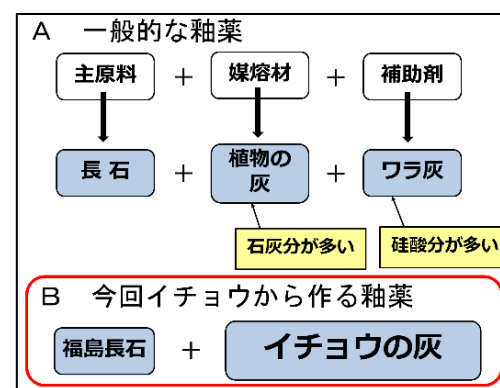 A 一般的な釉薬
主原料 + 媒熔材 + 補助剤
長石 + 植物の灰 + ワラ灰
石灰分が多い 硅酸分が多い
B 今回イチョウから作る釉薬
福島長石 + イチョウの灰